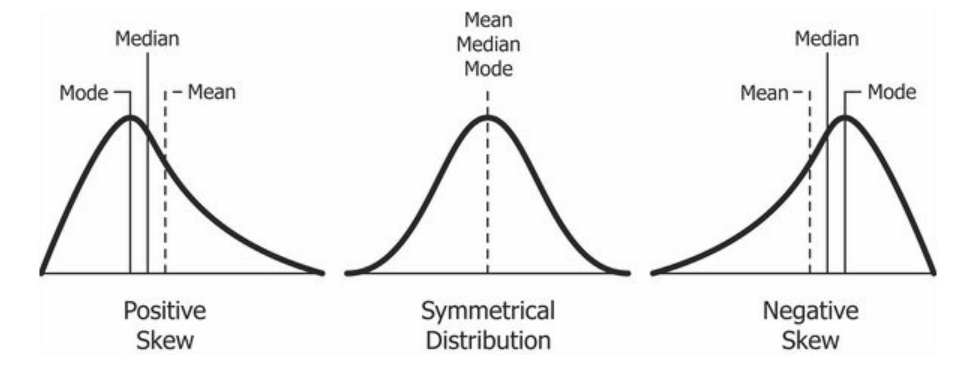 Median
Mode
Mean
Positive
Skew
Mean
Median
Mode
Symmetrical
Distribution
Median
Mean
Mode
Negative
Skew